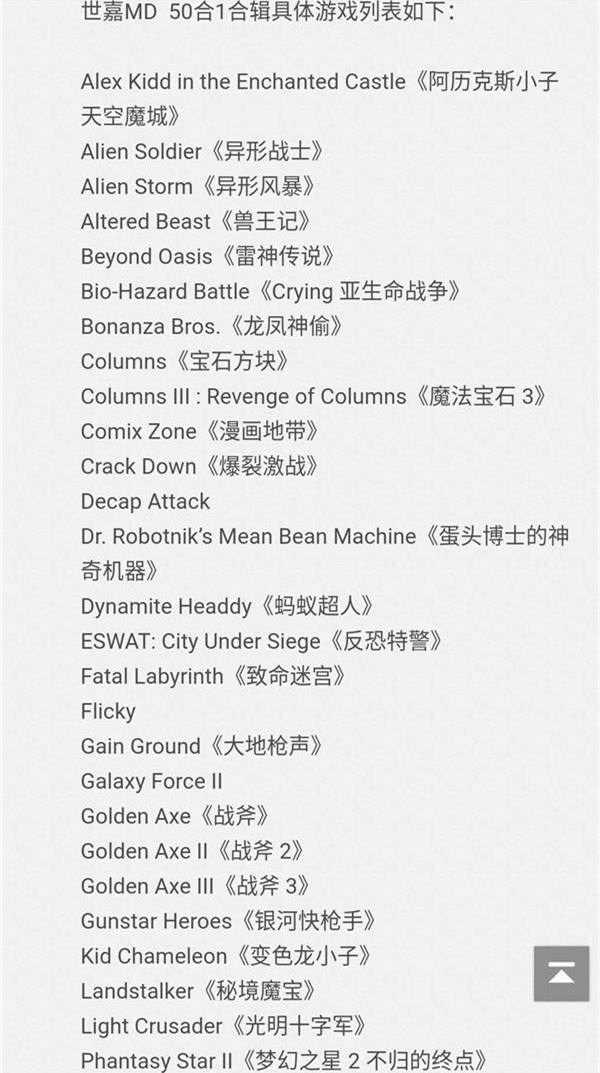 世嘉MD 50合1合辑具体游戏列表如下：
Alex Kidd in the Enchanted Castle《阿历克斯小子
天空魔城》
Alien Soldier《异形战士》
Alien Storm《异形风暴》
Altered Beast《兽王记》
Beyond Oasis《雷神传说》
Bio-Hazard Battle《Crying 亚生命战争》
Bonanza Bros.《龙凤神偷》
Columns《宝石方块》
Columns III : Revenge of Columns《魔法宝石 3》
Comix Zone《漫画地带》
Crack Down《爆裂激战》
Decap Attack
Dr. Robotnik’s Mean Bean Machine《蛋头博士的神
奇机器》
Dynamite Headdy《蚂蚁超人》
ESWAT: City Under Siege《反恐特警》
Fatal Labyrinth《致命迷宫》
Flicky
Gain Ground《大地枪声》
Galaxy Force II
Golden Axe《战斧》
Golden Axe II《战斧 2》
Golden Axe III《战斧 3》
Gunstar Heroes《银河快枪手》
Kid Chameleon《变色龙小子》
Landstalker《秘境魔宝》
Light Crusader《光明十字军》
Phantasy Star II《梦幻之星 2 不归的终点》